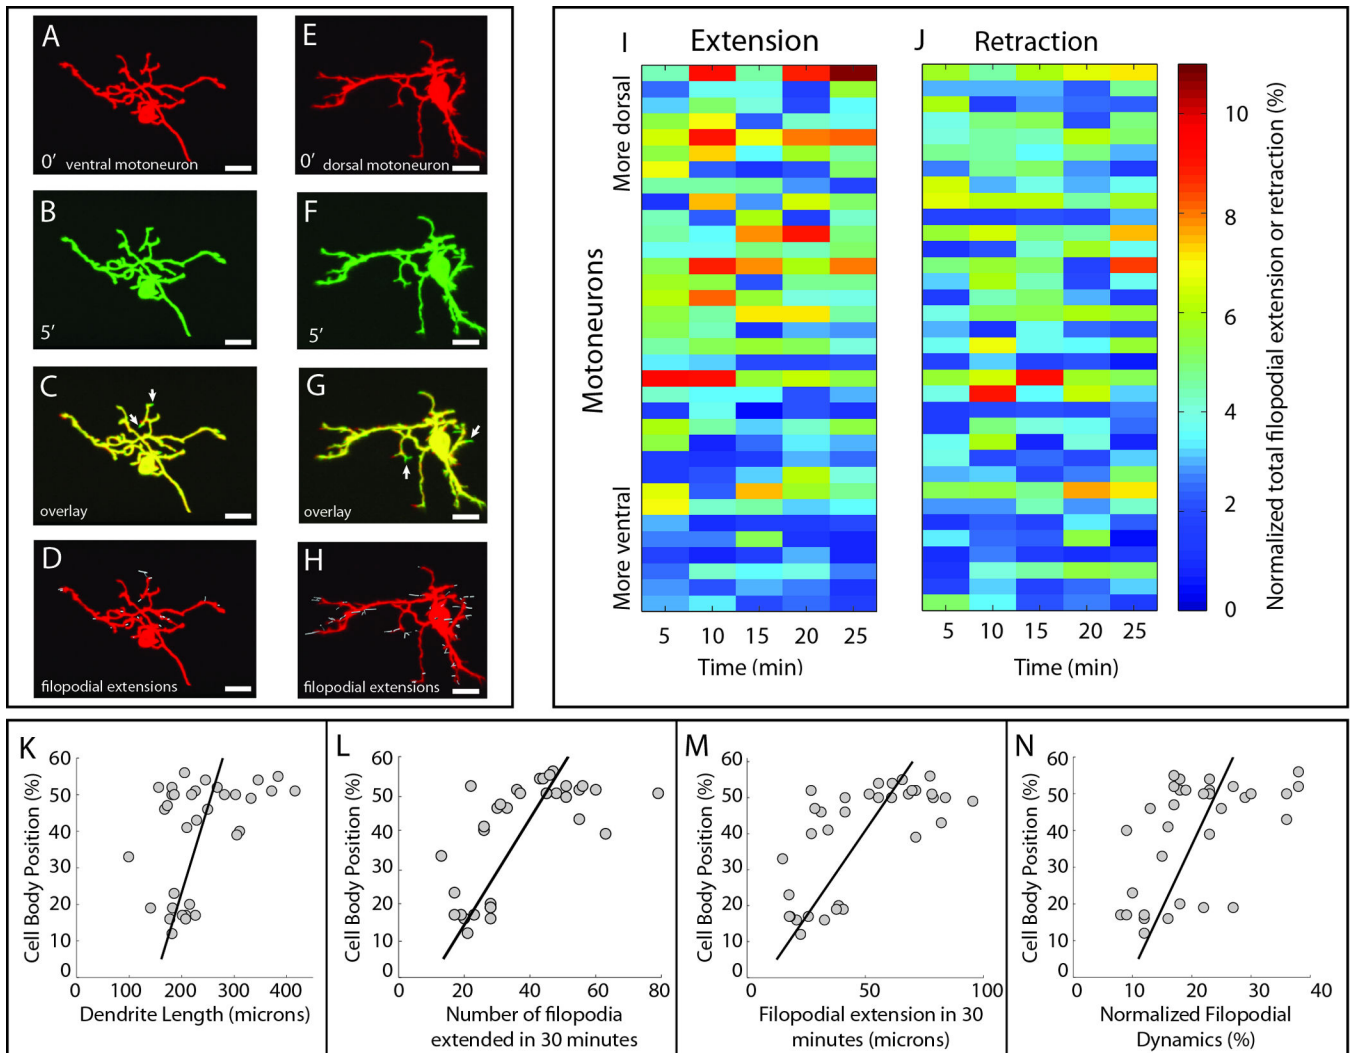 A
0'
ventral motoneuron
B
5'
C
overlay
D
filopodial extensions
E
0'
dorsal motoneuron
F
5'
G
overlay
H
filopodial extensions
I
Extension
More dorsal
Motoneurons
More ventral
5 10 15 20 25
Time (min)
J
Retraction
5 10 15 20 25
Time (min)
10
8
6
4
2
0
Normalized total filopodial extension or retraction (%)
K
Cell Body Position (%)
60
50
40
30
20
10
0
0 100 200 300 400
Dendrite Length (microns)
L
Cell Body Position (%)
60
50
40
30
20
10
0
0 20 40 60 80
Number of filopodia
extended in 30 minutes
M
Cell Body Position (%)
60
50
40
30
20
10
0
0 50 100
Filopodial extension in 30
minutes (microns)
N
Cell Body Position (%)
60
50
40
30
20
10
0
0 10 20 30 40
Normalized Filopodial
Dynamics (%)